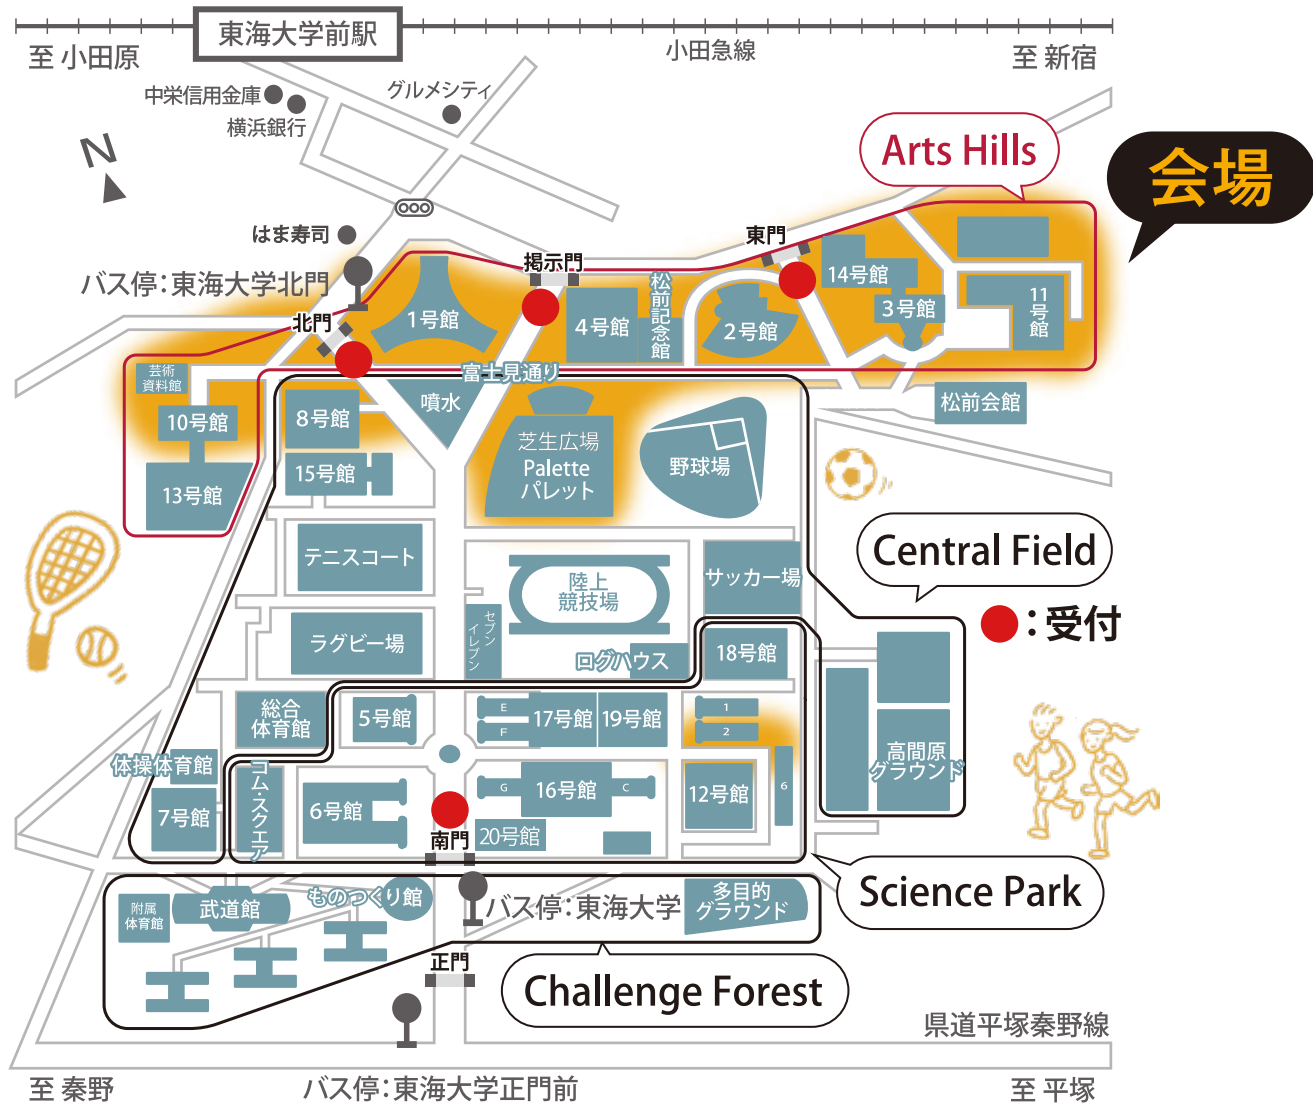 東海大学前駅
至 小田原
小田急線
至 新宿
中栄信用金庫
横浜銀行
グルメシティ
N
Arts Hills
会場
はま寿司
バス停：東海大学北門
掲示門
東門
北門
1号館
4号館
松前記念館
2号館
14号館
3号館
11号館
芸術
資料館
富士見通り
10号館
8号館
噴水
松前会館
13号館
15号館
芝生広場
Palette
パレット
野球場
テニスコート
陸上
競技場
サッカー場
Central Field
：受付
ラグビー場
セブン
イレブン
ログハウス
18号館
総合
体育館
5号館
E
F
17号館
19号館
1
2
高間原
グラウンド
体操体育館
7号館
コム・スクエア
6号館
G
16号館
C
12号館
6
南門
20号館
Science Park
附属
体育館
武道館
ものつくり館
バス停：東海大学
多目的
グラウンド
正門
Challenge Forest
県道平塚秦野線
至 秦野
バス停：東海大学正門前
至 平塚